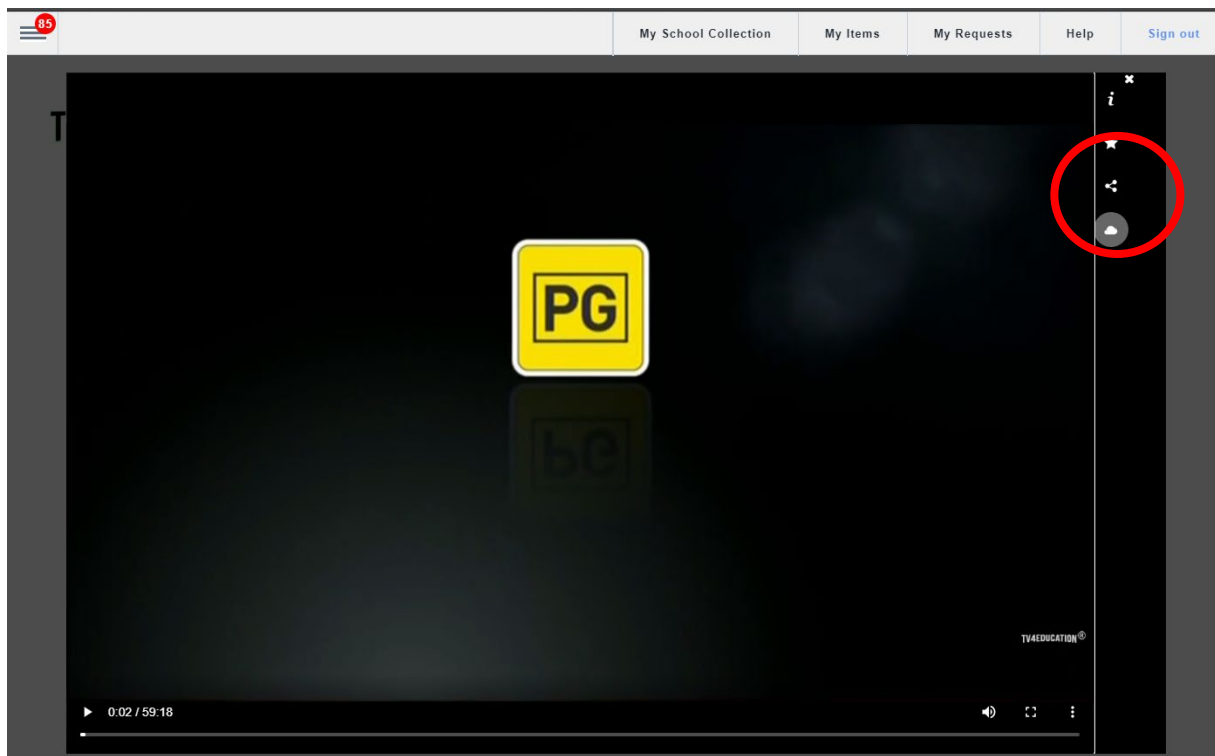 85
My School Collection
My Items
My Requests
Help
Sign out
T
i
PG
TV4EDUCATION®
0:02 / 59:18